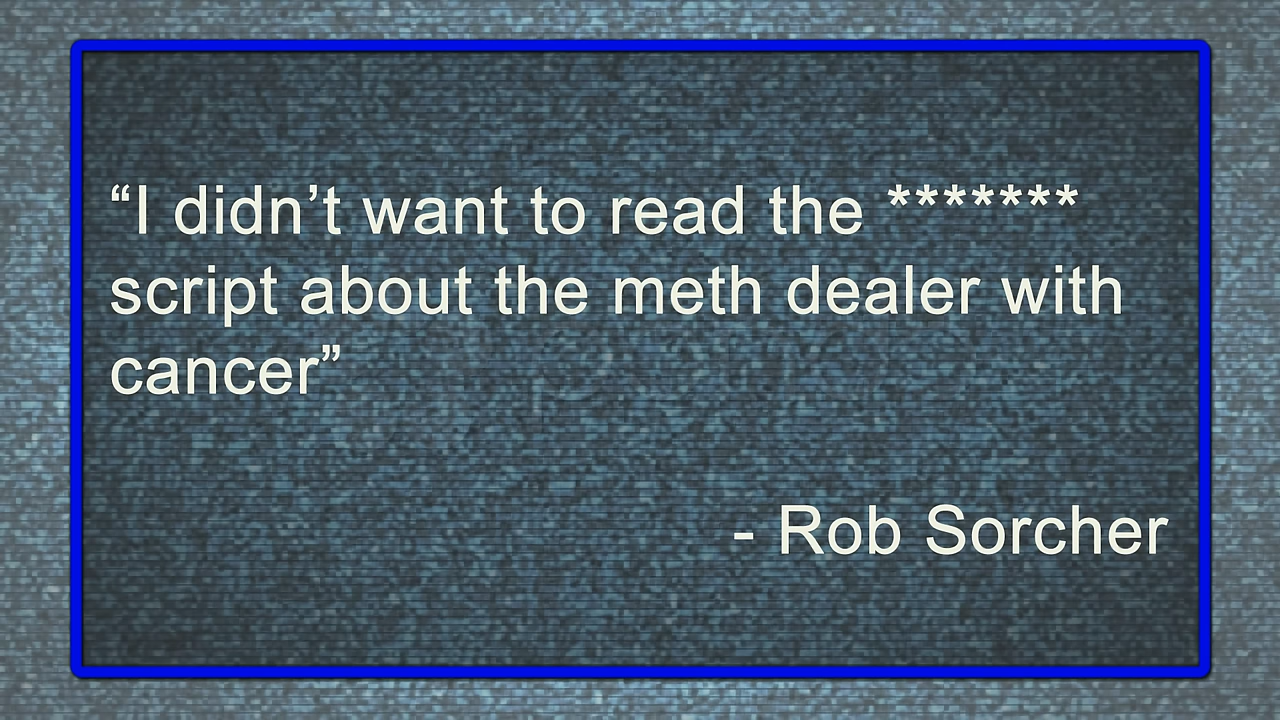 “I didn’t want to read the *******
script about the meth dealer with
cancer”
- Rob Sorcher